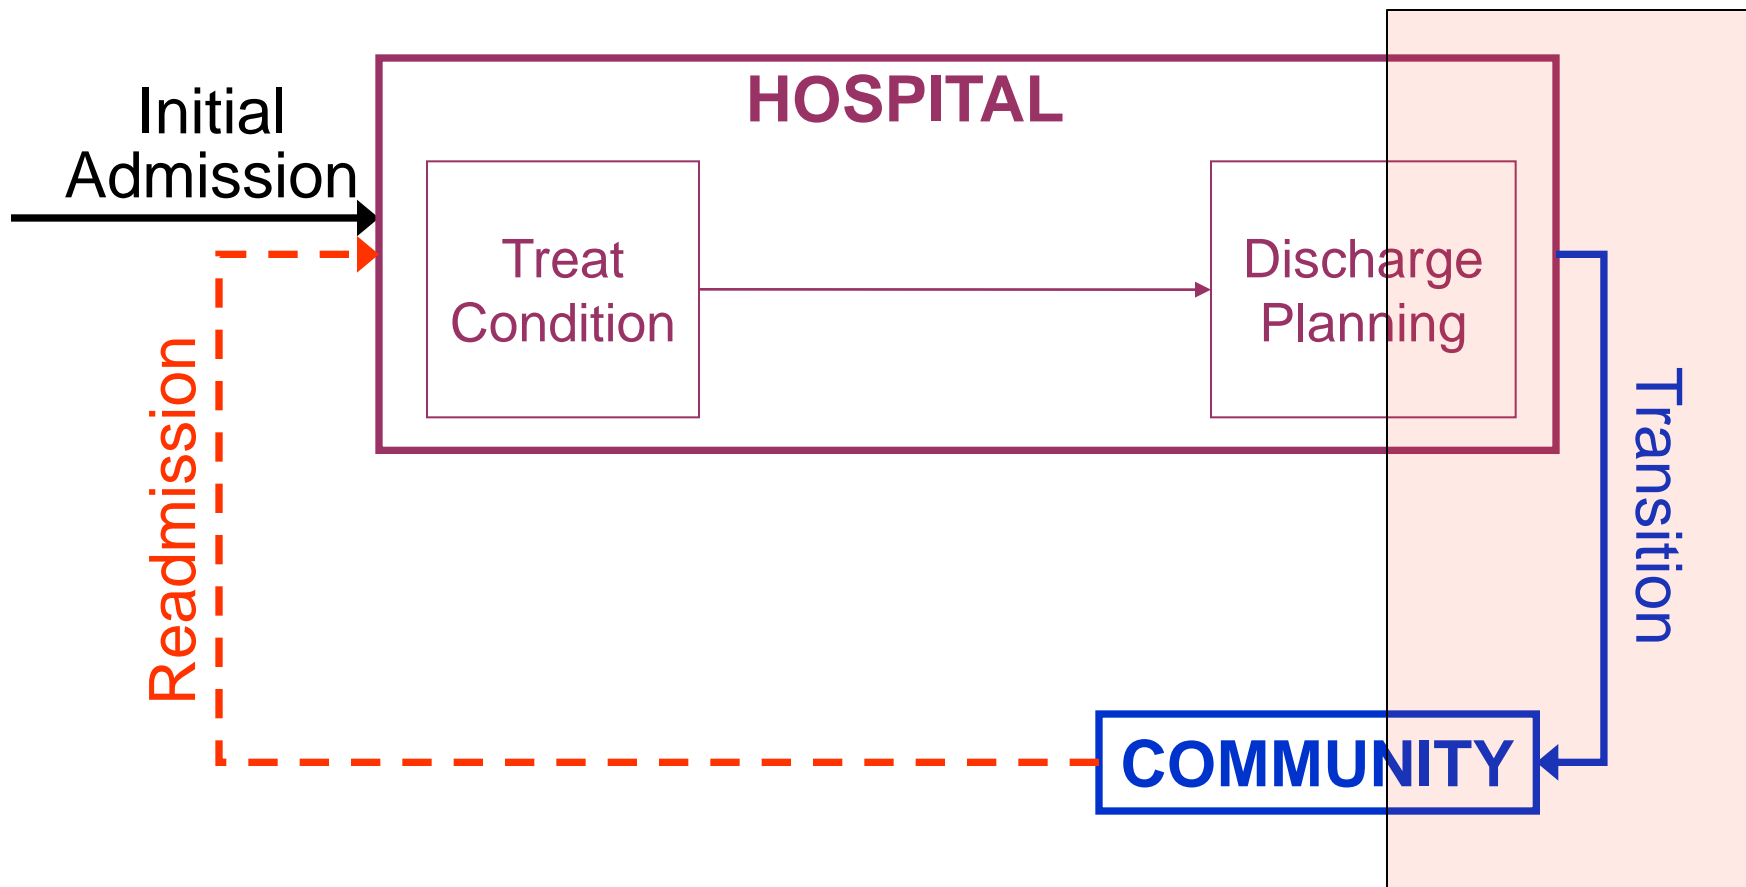 HOSPITAL
Initial
Admission
Treat
Condition
Discharge
Planning
Readmission
Transition
COMMUNITY